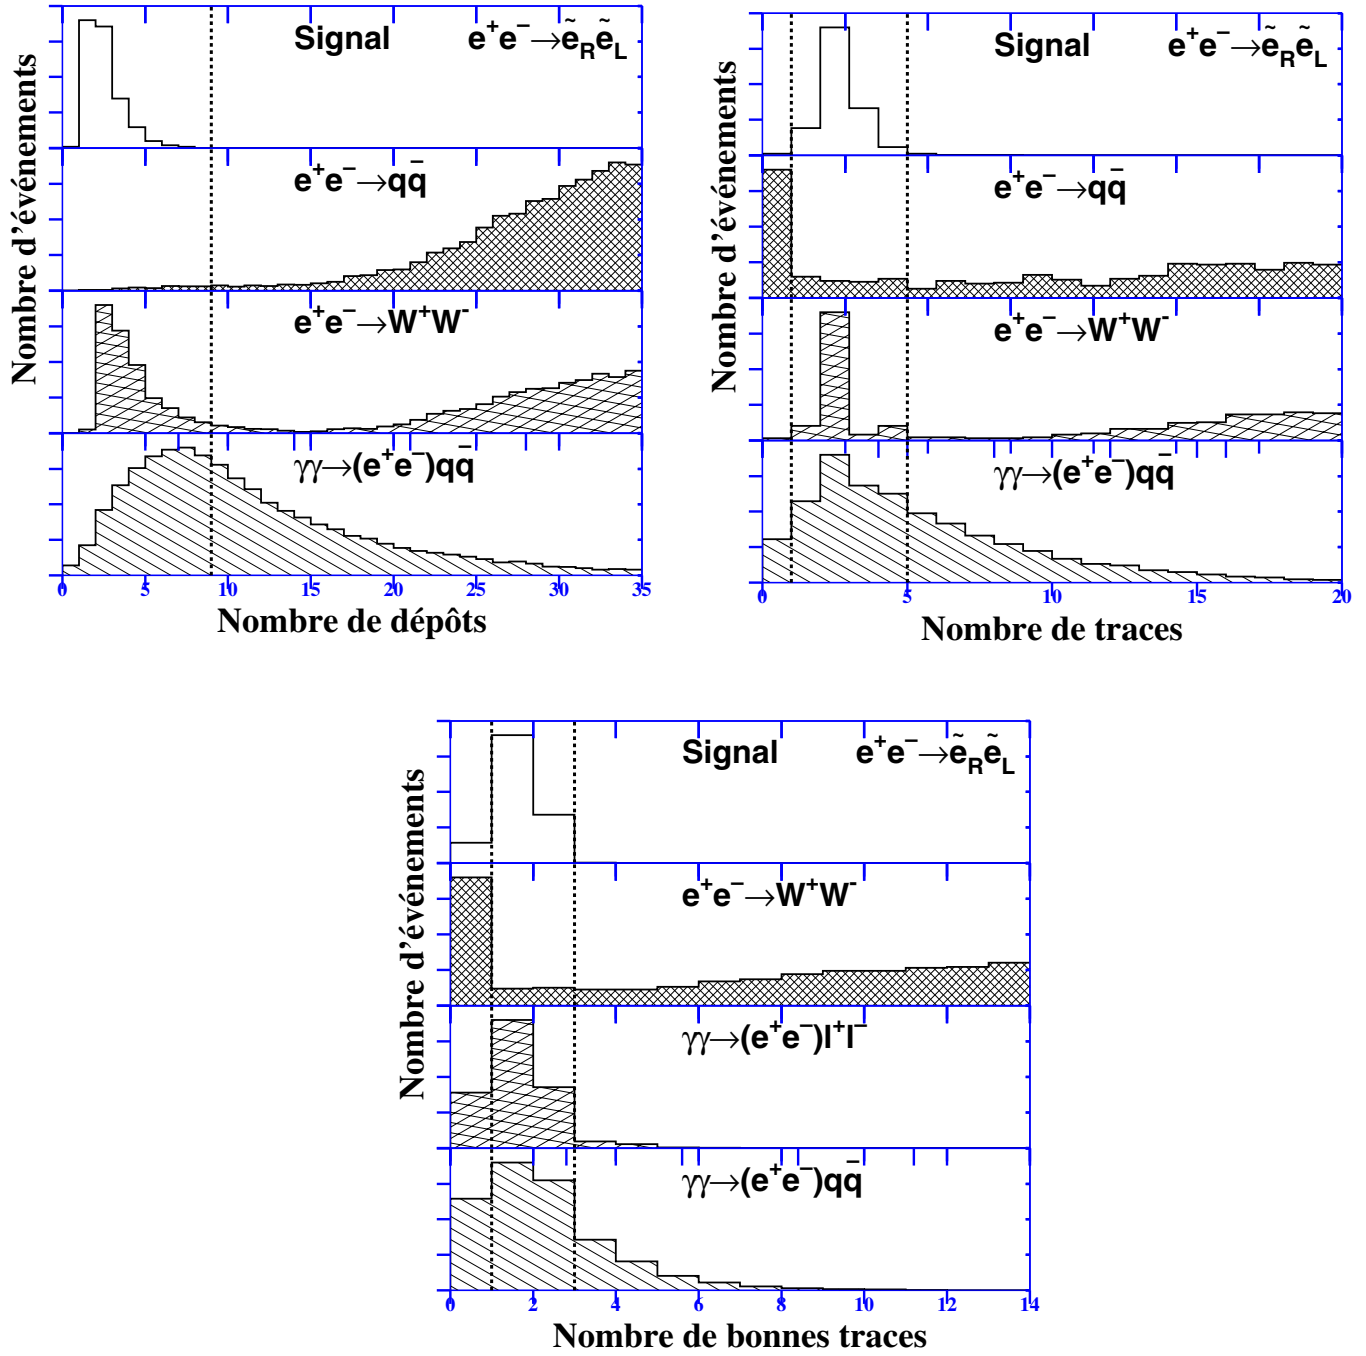 Signal e⁺e⁻→ẽRẽL
e⁺e⁻→qq̄
e⁺e⁻→W⁺W⁻
γγ→(e⁺e⁻)qq̄
Nombre d'événements
0 5 10 15 20 25 30 35
Nombre de dépôts
Signal e⁺e⁻→ẽRẽL
e⁺e⁻→qq̄
e⁺e⁻→W⁺W⁻
γγ→(e⁺e⁻)qq̄
Nombre d'événements
0 5 10 15 20
Nombre de traces
Signal e⁺e⁻→ẽRẽL
e⁺e⁻→W⁺W⁻
γγ→(e⁺e⁻)l⁺l⁻
γγ→(e⁺e⁻)qq̄
Nombre d'événements
0 2 4 6 8 10 12 14
Nombre de bonnes traces